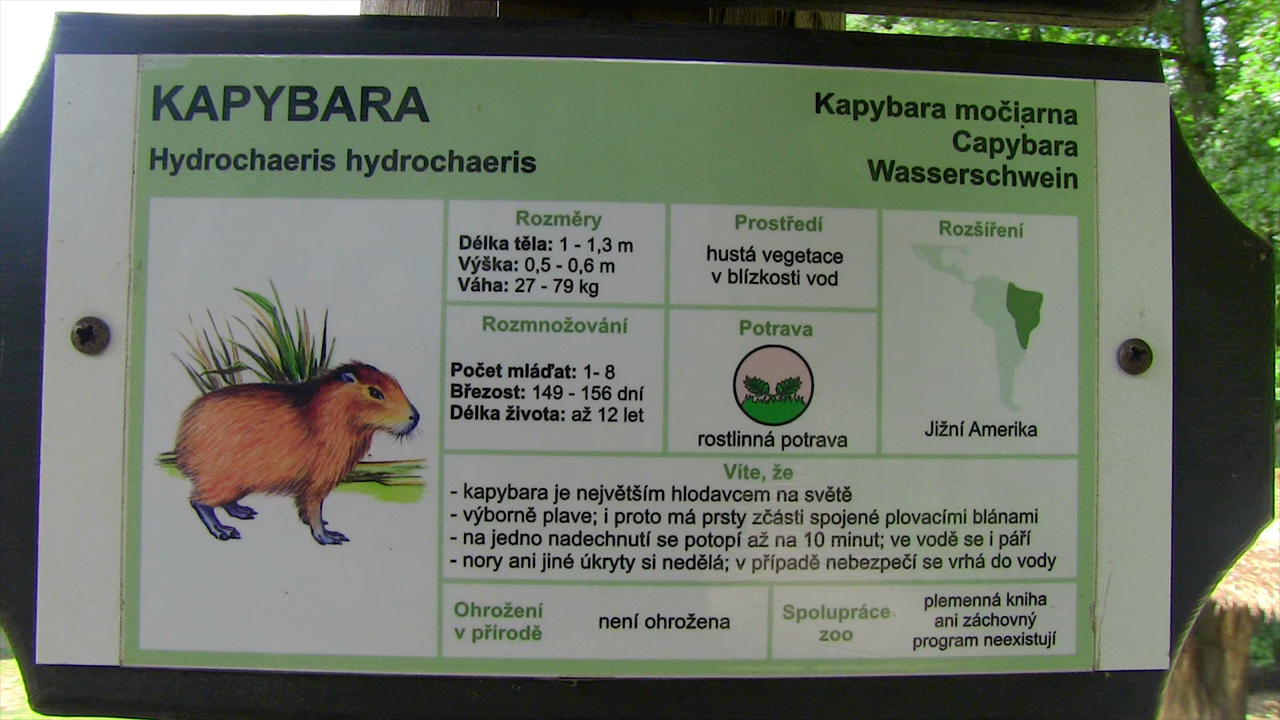 KAPYBARA
Hydrochaeris hydrochaeris
Kapybara močiarna
Capybara
Wasserschwein
Rozměry
Délka těla: 1 - 1,3 m
Výška: 0,5 - 0,6 m
Váha: 27 - 79 kg
Prostředí
hustá vegetace
v blízkosti vod
Rozšíření
Jižní Amerika
Rozmnožování
Počet mláďat: 1- 8
Březost: 149 - 156 dní
Délka života: až 12 let
Potrava
rostlinná potrava
Víte, že
- kapybara je největším hlodavcem na světě
- výborně plave; i proto má prsty zčásti spojené plovacími blánami
- na jedno nadechnutí se potopí až na 10 minut; ve vodě se i páří
- nory ani jiné úkryty si nedělá; v případě nebezpečí se vrhá do vody
Ohrožení
v přírodě
není ohrožena
Spolupráce
zoo
plemenná kniha
ani záchovný
program neexistují